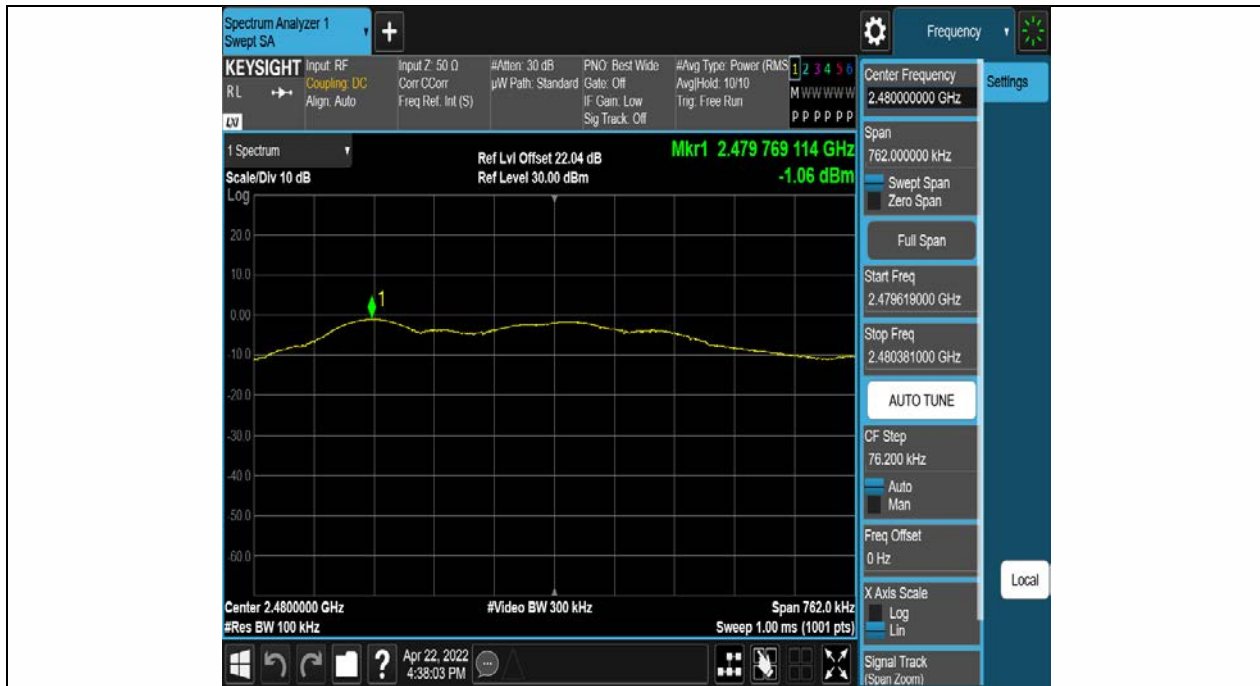 Spectrum Analyzer 1
Swept SA
+
Frequency
KEYSIGHT
RL
LXI
Input: RF
Coupling: DC
Align: Auto
Input Z: 50 Ω
Corr CCorr
Freq Ref: Int (S)
#Atten: 30 dB
µW Path: Standard
PNO: Best Wide
Gate: Off
IF Gain: Low
Sig Track: Off
#Avg Type: Power (RMS
Avg|Hold: 10/10
Trig: Free Run
1 2 3 4 5 6
M W W W W W
P P P P P P
1 Spectrum
Scale/Div 10 dB
Ref Lvl Offset 22.04 dB
Ref Level 30.00 dBm
Mkr1 2.479 769 114 GHz
-1.06 dBm
Log
20.0
10.0
0.00
-10.0
-20.0
-30.0
-40.0
-50.0
-60.0
1
Center 2.4800000 GHz
#Res BW 100 kHz
#Video BW 300 kHz
Span 762.0 kHz
Sweep 1.00 ms (1001 pts)
Center Frequency
2.480000000 GHz
Settings
Span
762.000000 kHz
Swept Span
Zero Span
Full Span
Start Freq
2.479619000 GHz
Stop Freq
2.480381000 GHz
AUTO TUNE
CF Step
76.200 kHz
Auto
Man
Freq Offset
0 Hz
X Axis Scale
Log
Lin
Local
Signal Track
(Span Zoom)
?
Apr 22, 2022
4:38:03 PM